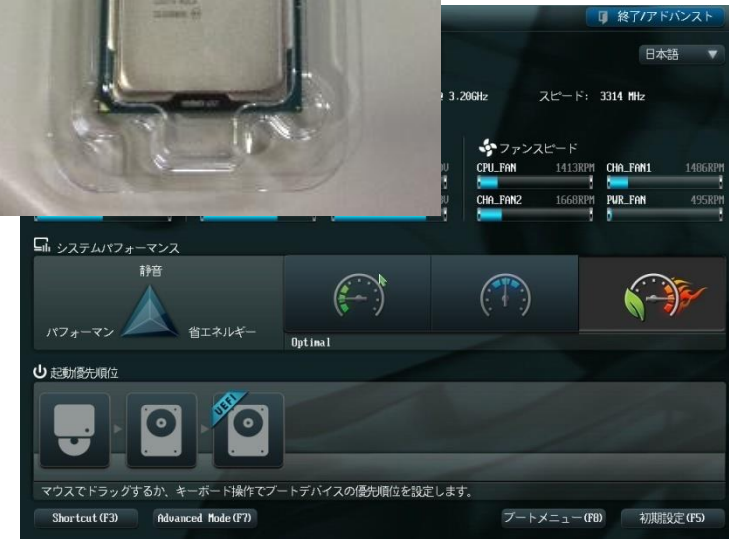 終了/アドバンスト
日本語
3.20GHz スピード: 3314 MHz
ファンスピード
CPU_FAN 1413RPM CHA_FAN1 1486RPM
CHA_FAN2 1668RPM PWR_FAN 495RPM
システムパフォーマンス
静音
パフォーマン 省エネルギー
Optimal
起動優先順位
UEFI
マウスでドラッグするか、キーボード操作でブートデバイスの優先順位を設定します。
Shortcut(F3) Advanced Mode(F7) ブートメニュー(F8) 初期設定(F5)